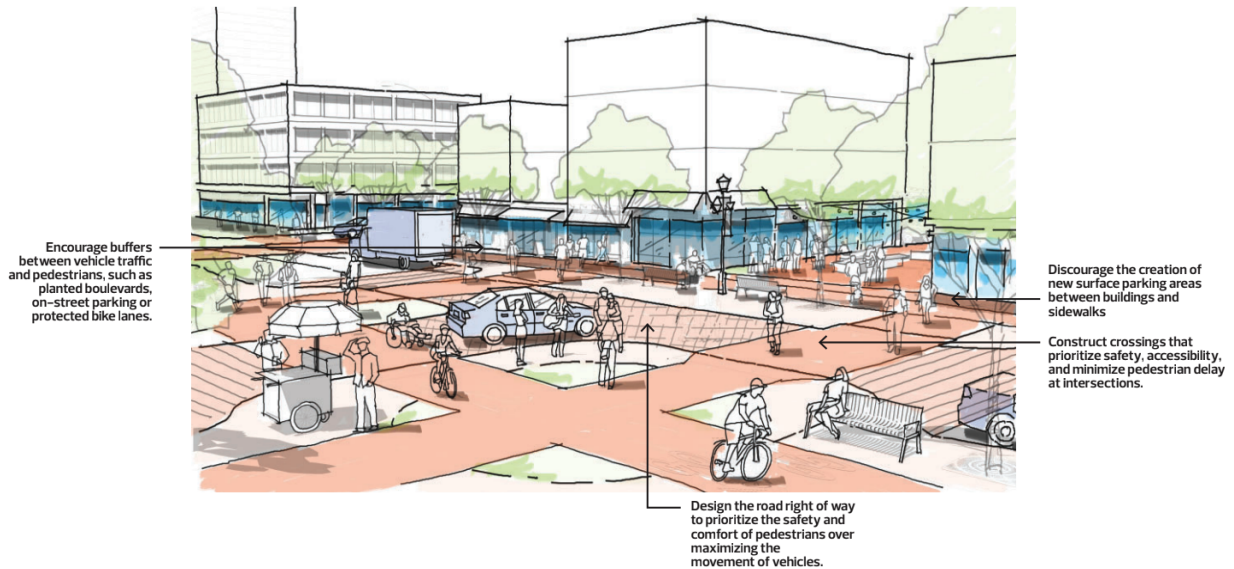 Encourage buffers
between vehicle traffic
and pedestrians, such as
planted boulevards,
on-street parking or
protected bike lanes.
Discourage the creation of
new surface parking areas
between buildings and
sidewalks
Construct crossings that
prioritize safety, accessibility,
and minimize pedestrian delay
at intersections.
Design the road right of way
to prioritize the safety and
comfort of pedestrians over
maximizing the
movement of vehicles.